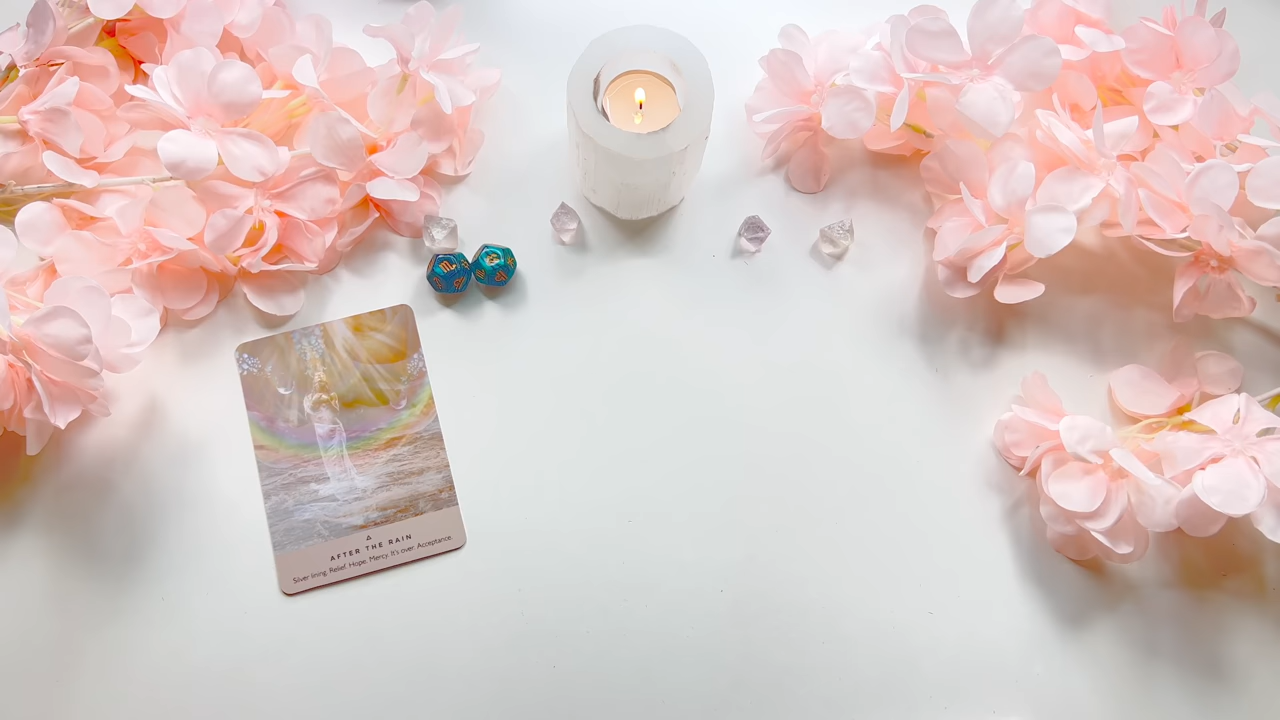 AFTER THE RAIN
Silver lining. Relief. Hope. Mercy. It's over. Acceptance.